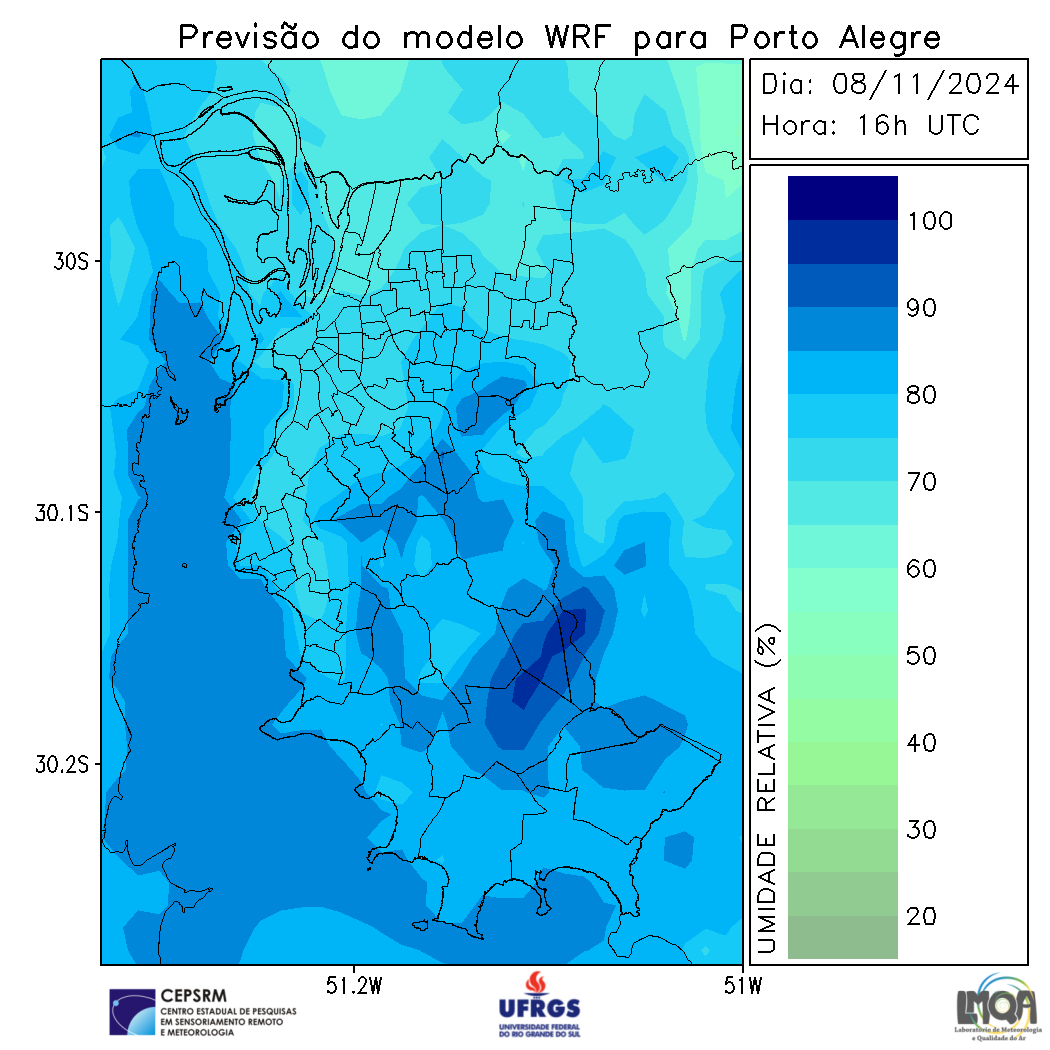 Previsão do modelo WRF para Porto Alegre
Dia: 08/11/2024
Hora: 16h UTC
30S
30.1S
30.2S
51.2W
51W
100
90
80
70
60
50
40
30
20
UMIDADE RELATIVA (%)
CEPSRM
CENTRO ESTADUAL DE PESQUISAS
EM SENSORIAMENTO REMOTO
E METEOROLOGIA
UFRGS
UNIVERSIDADE FEDERAL
DO RIO GRANDE DO SUL
LMQA
Laboratório de Meteorologia
e Qualidade do Ar